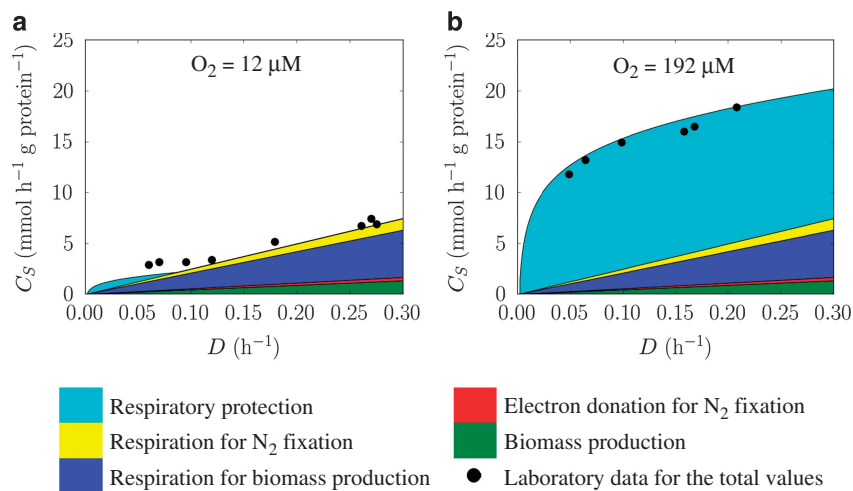 a
b
25
20
15
10
5
0
C_S (mmol h⁻¹ g protein⁻¹)
O₂ = 12 μM
0.00 0.05 0.10 0.15 0.20 0.25 0.30
D (h⁻¹)
25
20
15
10
5
0
C_S (mmol h⁻¹ g protein⁻¹)
O₂ = 192 μM
0.00 0.05 0.10 0.15 0.20 0.25 0.30
D (h⁻¹)
Respiratory protection
Respiration for N₂ fixation
Respiration for biomass production
Electron donation for N₂ fixation
Biomass production
Laboratory data for the total values